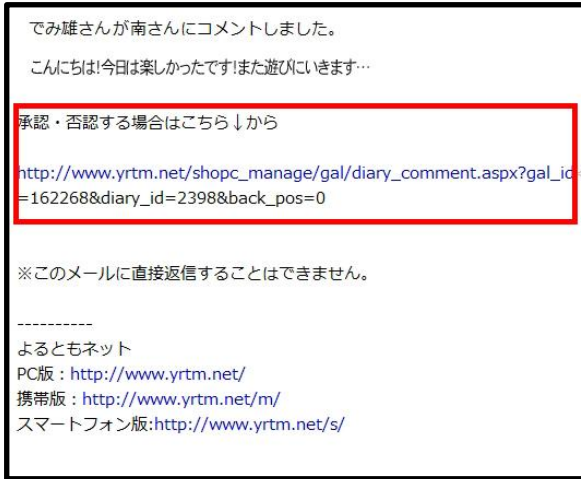 でみ雄さんが南さんにコメントしました。
こんにちは!今日は楽しかったです!また遊びにいきます…
承認・否認する場合はこちら↓から
http://www.yrtm.net/shopc_manage/gal/diary_comment.aspx?gal_id=
=162268&diary_id=2398&back_pos=0
※このメールに直接返信することはできません。
----------
よるともネット
PC版：http://www.yrtm.net/
携帯版：http://www.yrtm.net/m/
スマートフォン版:http://www.yrtm.net/s/